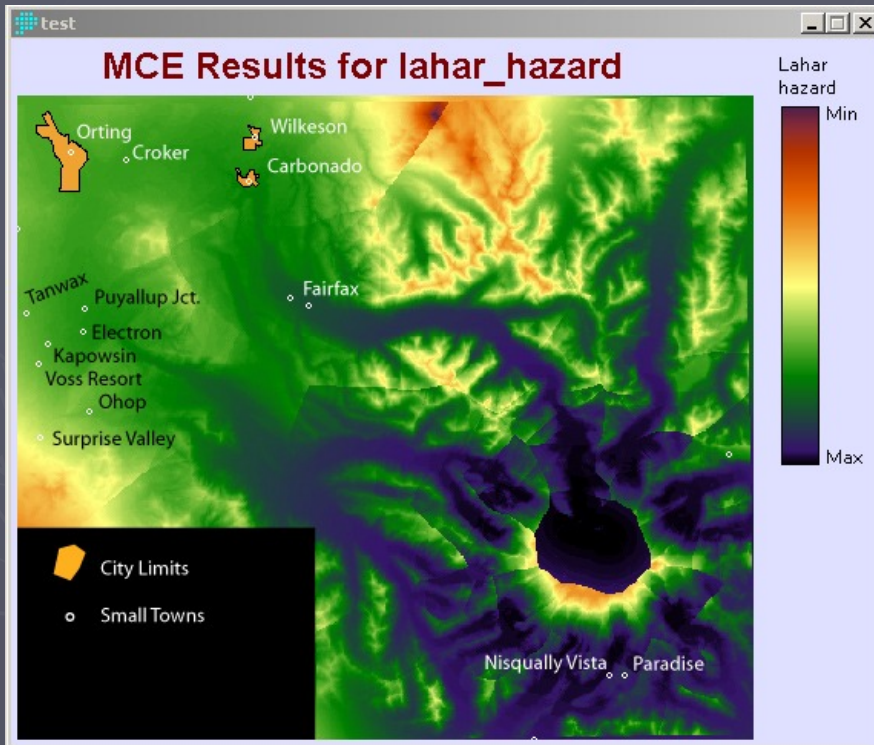 test
MCE Results for lahar_hazard
Lahar
hazard
Min
Max
Orting
Croker
Wilkeson
Carbonado
Fairfax
Tanwax
Puyallup Jct.
Electron
Kapowsin
Voss Resort
Ohop
Surprise Valley
City Limits
Small Towns
Nisqually Vista
Paradise